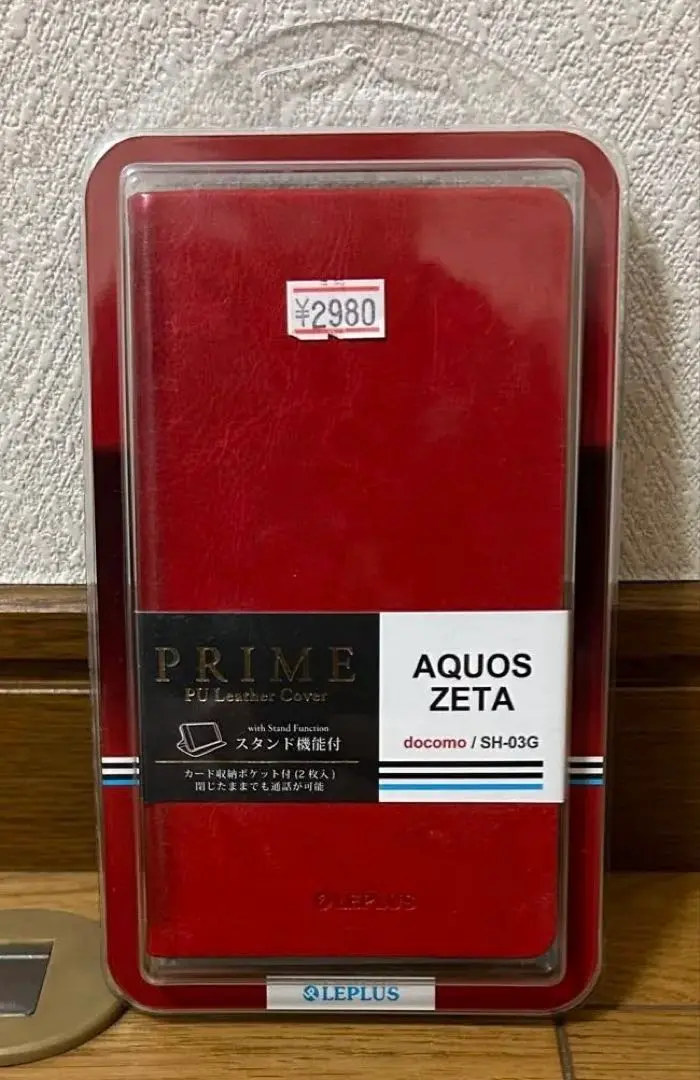 ¥2980
PRIME
PU Leather Cover
with Stand Function
スタンド機能付
カード収納ポケット付(2枚入)
閉じたままでも通話が可能
AQUOS
ZETA
docomo / SH-03G
LEPLUS
LEPLUS